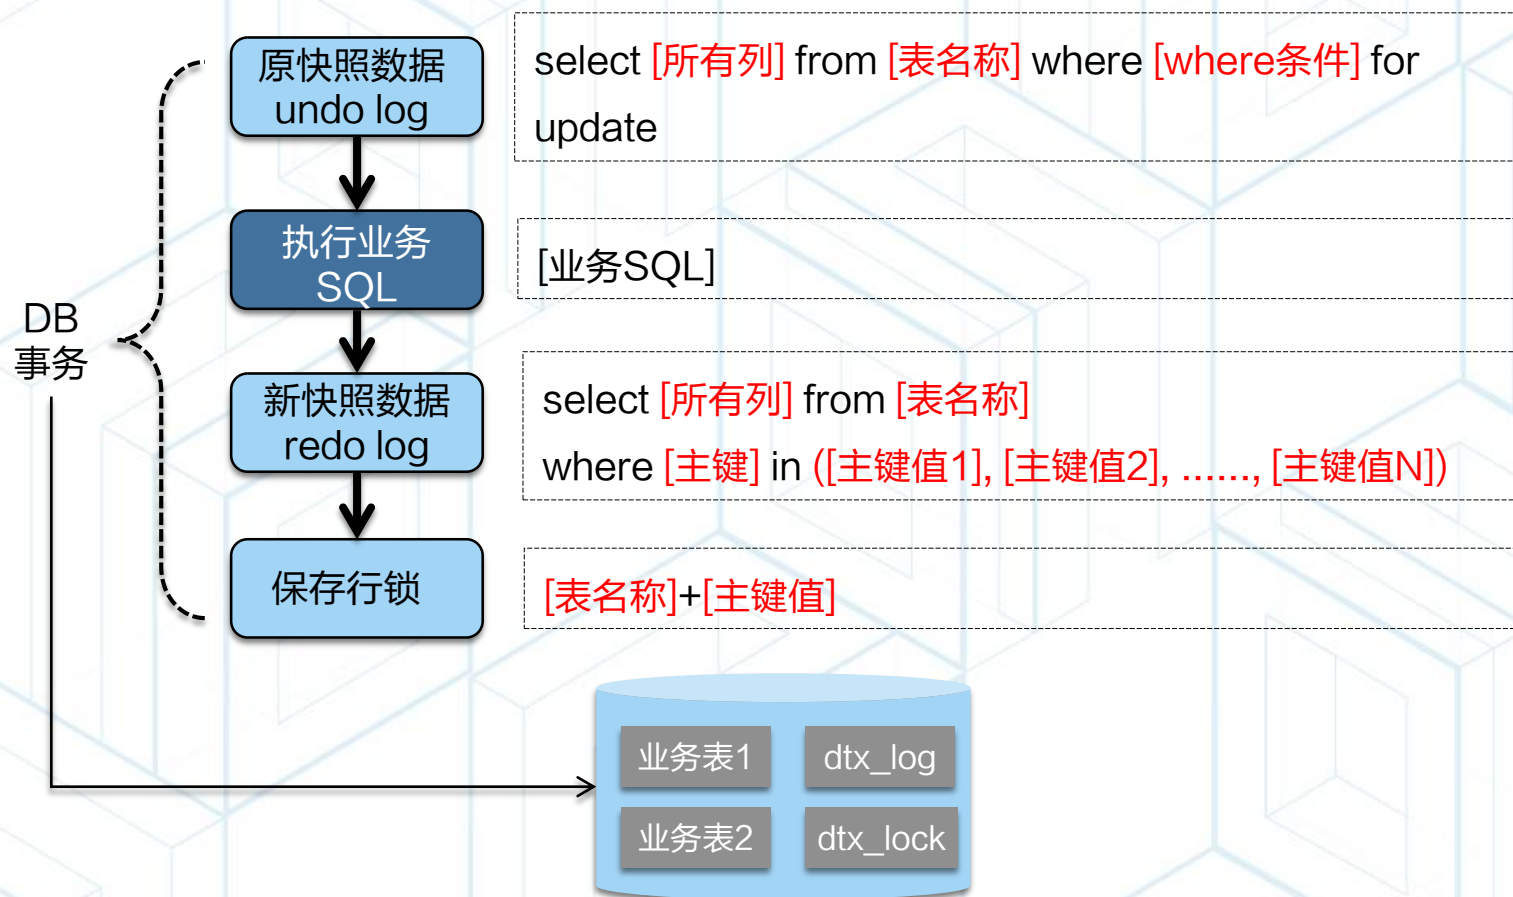 原快照数据
undo log
select [所有列] from [表名称] where [where条件] for
update
执行业务
SQL
[业务SQL]
DB
事务
新快照数据
redo log
select [所有列] from [表名称]
where [主键] in ([主键值1], [主键值2], ......, [主键值N])
保存行锁
[表名称]+[主键值]
业务表1
dtx_log
业务表2
dtx_lock